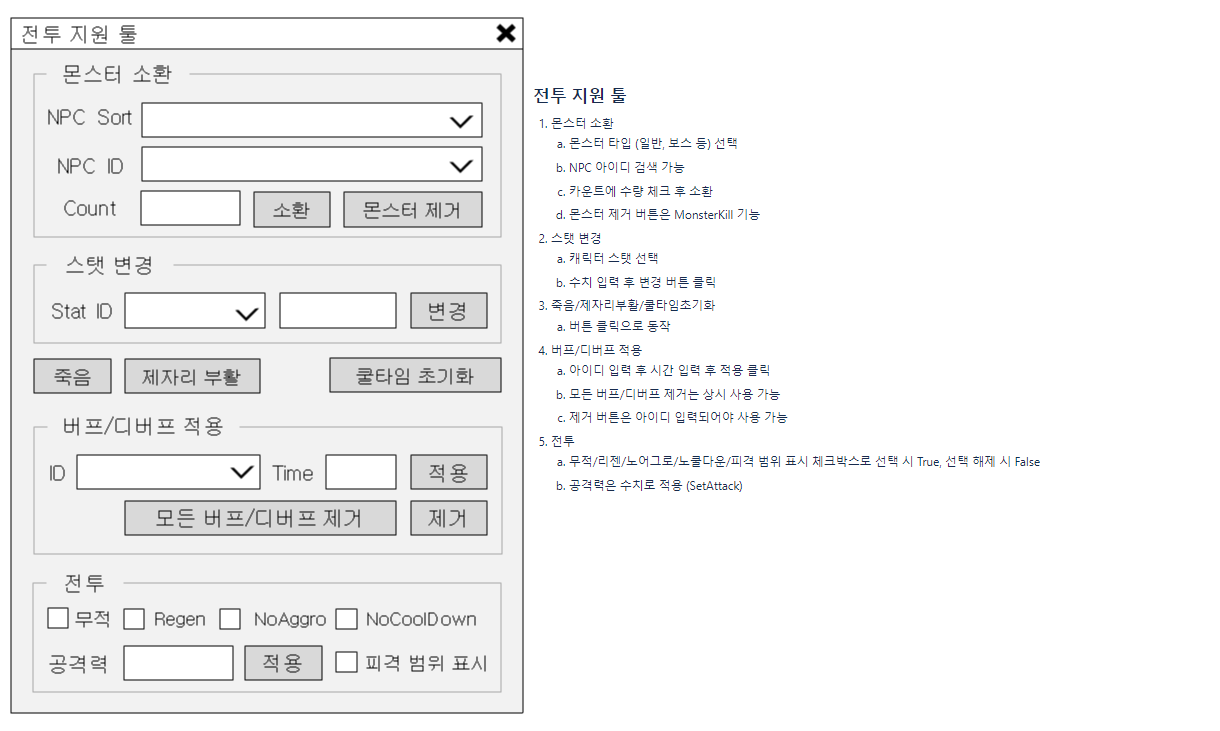 전투 지원 툴
몬스터 소환
NPC Sort
NPC ID
Count 소환 몬스터 제거
스탯 변경
Stat ID 변경
죽음 제자리 부활 쿨타임 초기화
버프/디버프 적용
ID Time 적용
모든 버프/디버프 제거 제거
전투
무적 Regen NoAggro NoCoolDown
공격력 적용 피격 범위 표시
전투 지원 툴
1. 몬스터 소환
a. 몬스터 타입 (일반, 보스 등) 선택
b. NPC 아이디 검색 가능
c. 카운트에 수량 체크 후 소환
d. 몬스터 제거 버튼은 MonsterKill 기능
2. 스탯 변경
a. 캐릭터 스탯 선택
b. 수치 입력 후 변경 버튼 클릭
3. 죽음/제자리부활/쿨타임초기화
a. 버튼 클릭으로 동작
4. 버프/디버프 적용
a. 아이디 입력 후 시간 입력 후 적용 클릭
b. 모든 버프/디버프 제거는 상시 사용 가능
c. 제거 버튼은 아이디 입력되어야 사용 가능
5. 전투
a. 무적/리젠/노어그로/노쿨다운/피격 범위 표시 체크박스로 선택 시 True, 선택 해제 시 False
b. 공격력은 수치로 적용 (SetAttack)